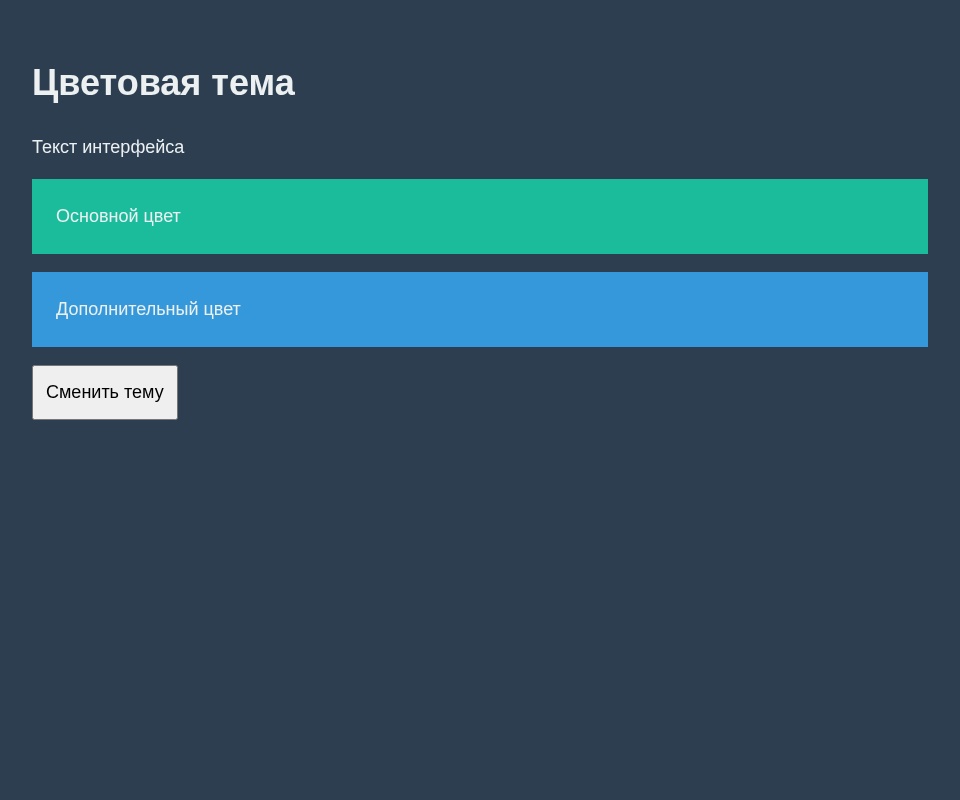 Цветовая тема
Текст интерфейса
Основной цвет
Дополнительный цвет
Сменить тему